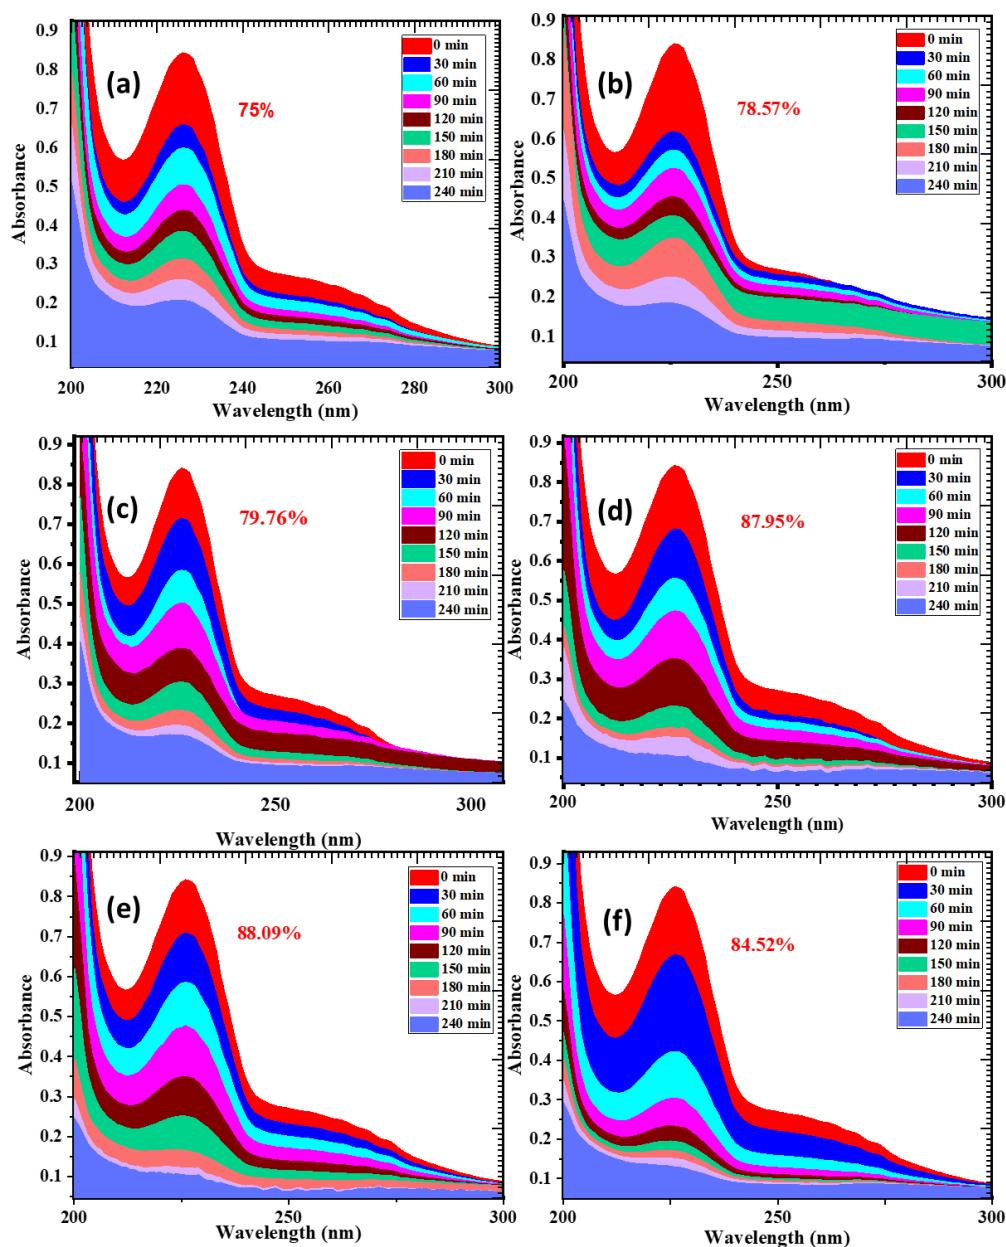 (a)
75%
0 min
30 min
60 min
90 min
120 min
150 min
180 min
210 min
240 min
Absorbance
0.9
0.8
0.7
0.6
0.5
0.4
0.3
0.2
0.1
200 220 240 260 280 300
Wavelength (nm)
(b)
78.57%
0 min
30 min
60 min
90 min
120 min
150 min
180 min
210 min
240 min
Absorbance
0.9
0.8
0.7
0.6
0.5
0.4
0.3
0.2
0.1
200 250 300
Wavelength (nm)
(c)
79.76%
0 min
30 min
60 min
90 min
120 min
150 min
180 min
210 min
240 min
Absorbance
0.9
0.8
0.7
0.6
0.5
0.4
0.3
0.2
0.1
200 250 300
Wavelength (nm)
(d)
87.95%
0 min
30 min
60 min
90 min
120 min
150 min
180 min
210 min
240 min
Absorbance
0.9
0.8
0.7
0.6
0.5
0.4
0.3
0.2
0.1
200 250 300
Wavelength (nm)
(e)
88.09%
0 min
30 min
60 min
90 min
120 min
150 min
180 min
210 min
240 min
Absorbance
0.9
0.8
0.7
0.6
0.5
0.4
0.3
0.2
0.1
200 250 300
Wavelength (nm)
(f)
84.52%
0 min
30 min
60 min
90 min
120 min
150 min
180 min
210 min
240 min
Absorbance
0.9
0.8
0.7
0.6
0.5
0.4
0.3
0.2
0.1
200 250 300
Wavelength (nm)